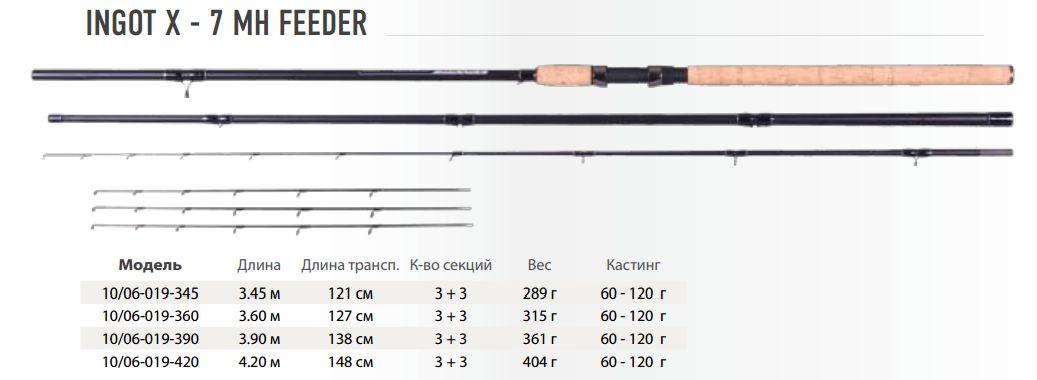 INGOT X - 7 MH FEEDER
Модель Длина Длина трансп. К-во секций Вес Кастинг
10/06-019-345 3.45 м 121 см 3 + 3 289 г 60 - 120 г
10/06-019-360 3.60 м 127 см 3 + 3 315 г 60 - 120 г
10/06-019-390 3.90 м 138 см 3 + 3 361 г 60 - 120 г
10/06-019-420 4.20 м 148 см 3 + 3 404 г 60 - 120 г